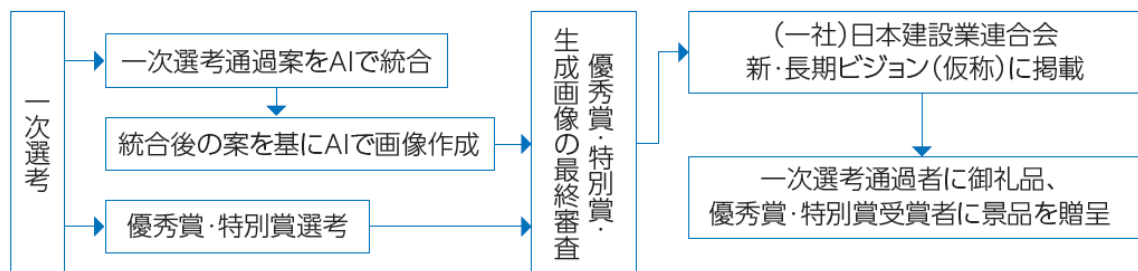 一次選考
一次選考通過案をAIで統合
統合後の案を基にAIで画像作成
優秀賞・特別賞選考
優秀賞・特別賞・
生成画像の最終審査
(一社)日本建設業連合会
新・長期ビジョン(仮称)に掲載
一次選考通過者に御礼品、
優秀賞・特別賞受賞者に景品を贈呈